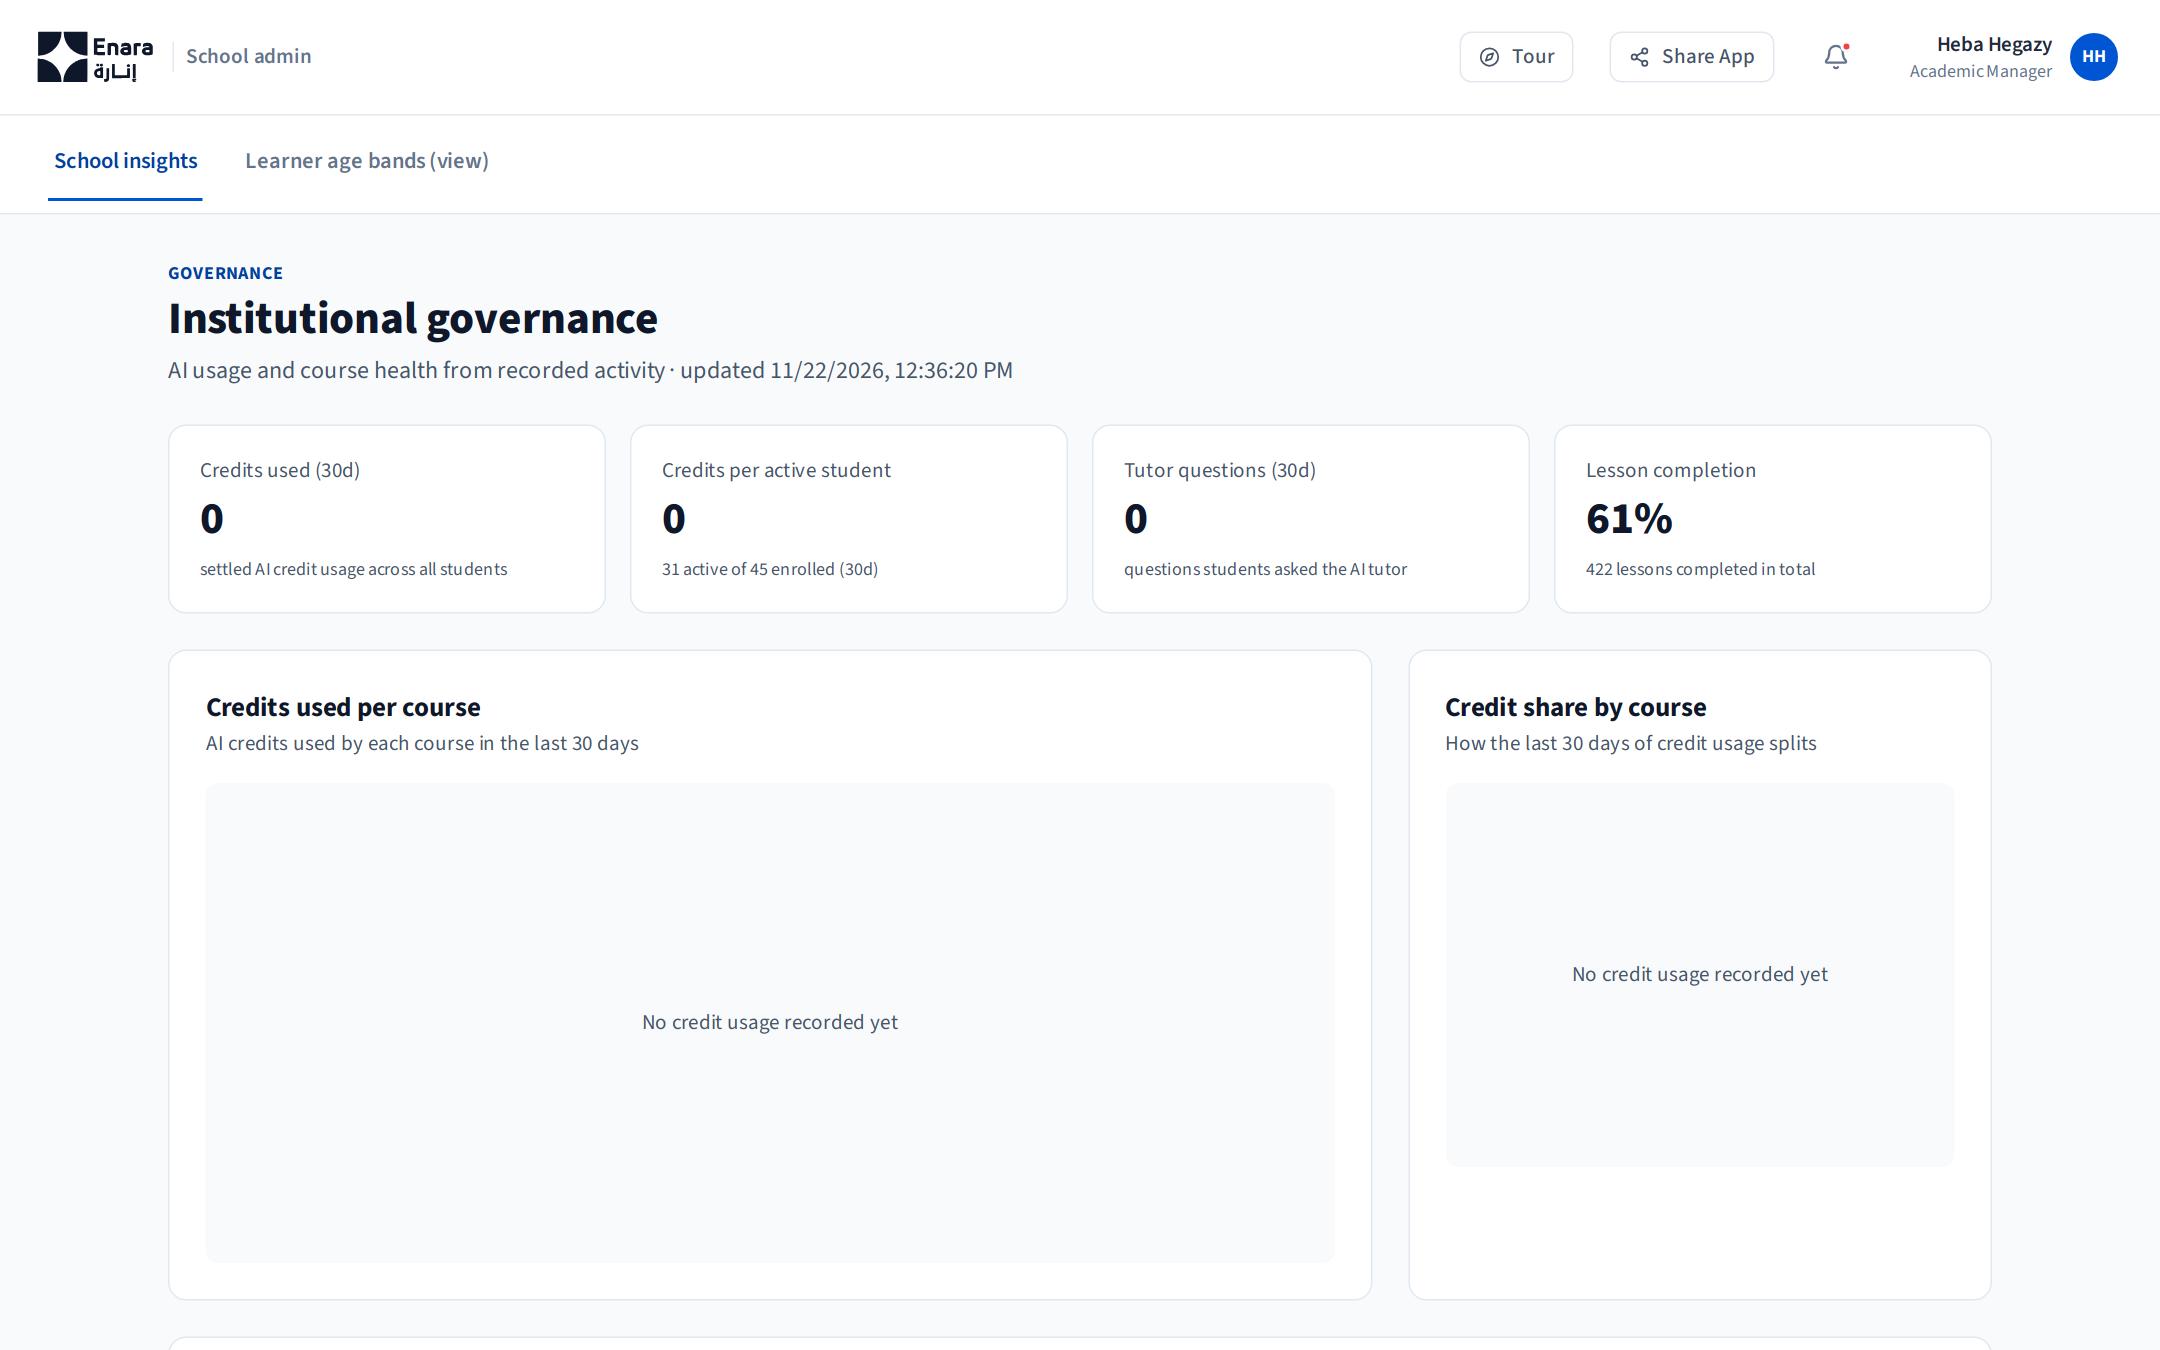 Enara
إنارة
School admin
Tour
Share App
Heba Hegazy
Academic Manager
HH
School insights
Learner age bands (view)
GOVERNANCE
Institutional governance
AI usage and course health from recorded activity · updated 11/22/2026, 12:36:20 PM
Credits used (30d)
0
settled AI credit usage across all students
Credits per active student
0
31 active of 45 enrolled (30d)
Tutor questions (30d)
0
questions students asked the AI tutor
Lesson completion
61%
422 lessons completed in total
Credits used per course
AI credits used by each course in the last 30 days
No credit usage recorded yet
Credit share by course
How the last 30 days of credit usage splits
No credit usage recorded yet